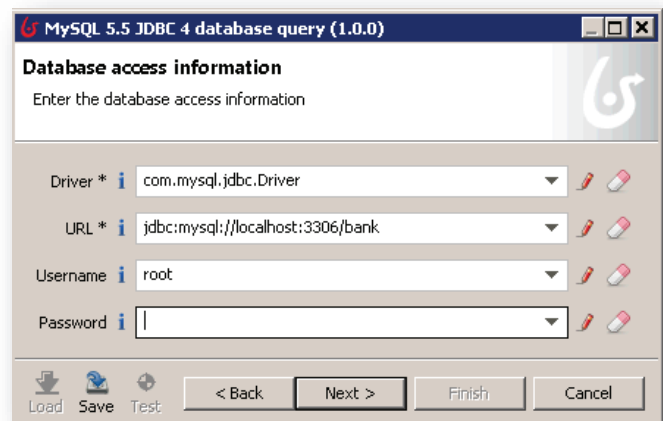 MySQL 5.5 JDBC 4 database query (1.0.0)
Database access information
Enter the database access information
Driver * i com.mysql.jdbc.Driver
URL * i jdbc:mysql://localhost:3306/bank
Username i root
Password i
Load Save Test < Back Next > Finish Cancel